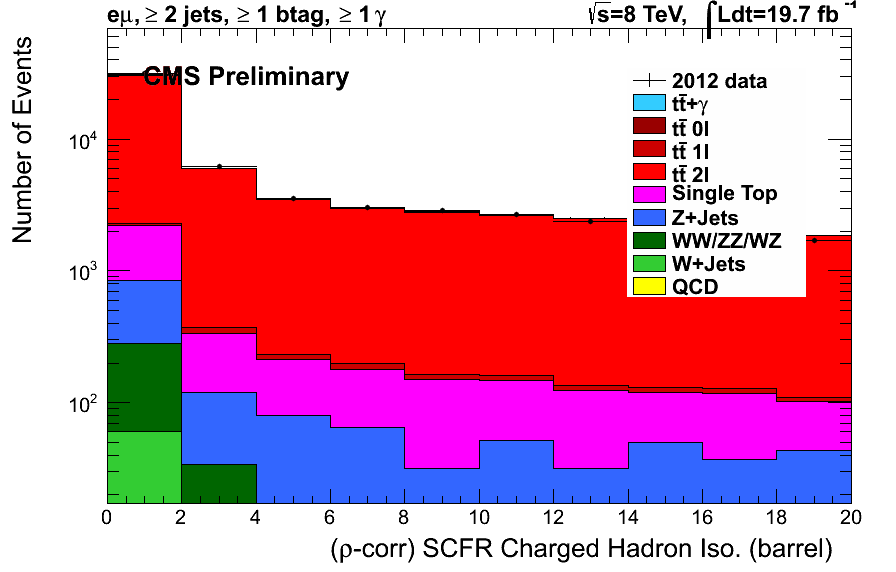 eμ, ≥ 2 jets, ≥ 1 btag, ≥ 1 γ
√s=8 TeV, ∫Ldt=19.7 fb⁻¹
CMS Preliminary
Number of Events
10⁴
10³
10²
2012 data
tt̄+γ
tt̄ 0l
tt̄ 1l
tt̄ 2l
Single Top
Z+Jets
WW/ZZ/WZ
W+Jets
QCD
0 2 4 6 8 10 12 14 16 18 20
(ρ-corr) SCFR Charged Hadron Iso. (barrel)